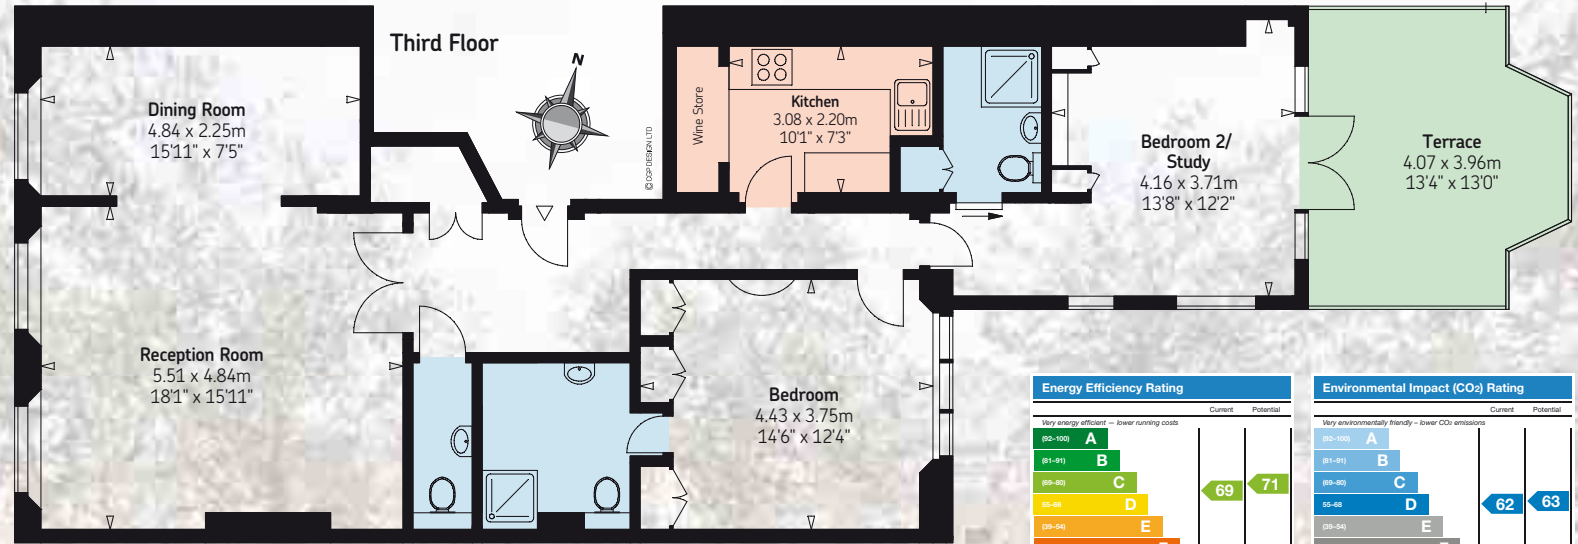 Third Floor
N
Dining Room
4.84 x 2.25m
15'11" x 7'5"
Wine Store
Kitchen
3.08 x 2.20m
10'1" x 7'3"
Bedroom 2/
Study
4.16 x 3.71m
13'8" x 12'2"
Terrace
4.07 x 3.96m
13'4" x 13'0"
© CGP DESIGN LTD
Reception Room
5.51 x 4.84m
18'1" x 15'11"
Bedroom
4.43 x 3.75m
14'6" x 12'4"
Energy Efficiency Rating
Current Potential
Very energy efficient – lower running costs
(92-100) A
(81-91) B
(69-80) C
55-68 D
(39-54) E
69 71
Environmental Impact (CO2) Rating
Current Potential
Very environmentally friendly – lower CO2 emissions
(92-100) A
(81-91) B
(69-80) C
55-68 D
(39-54) E
62 63